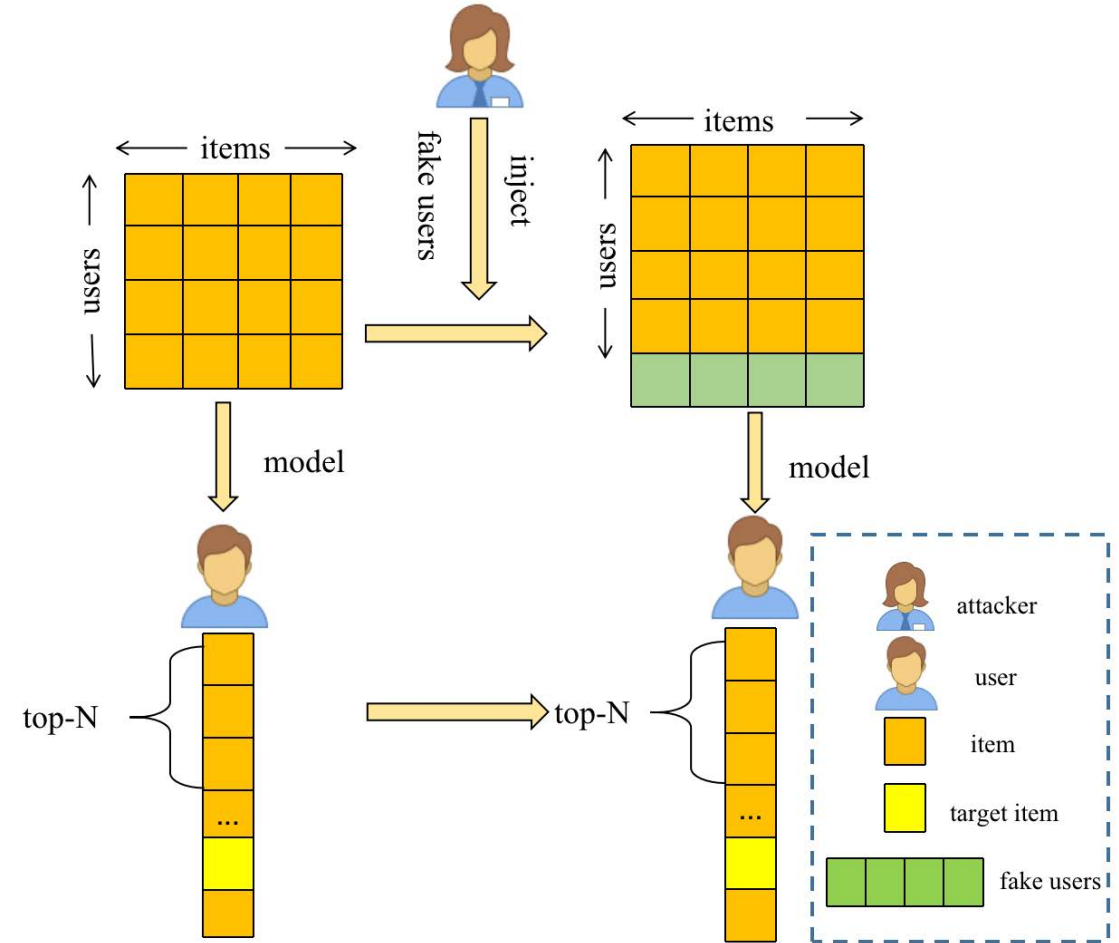 items
users
fake users
inject
items
users
model
model
top-N
...
top-N
...
attacker
user
item
target item
fake users